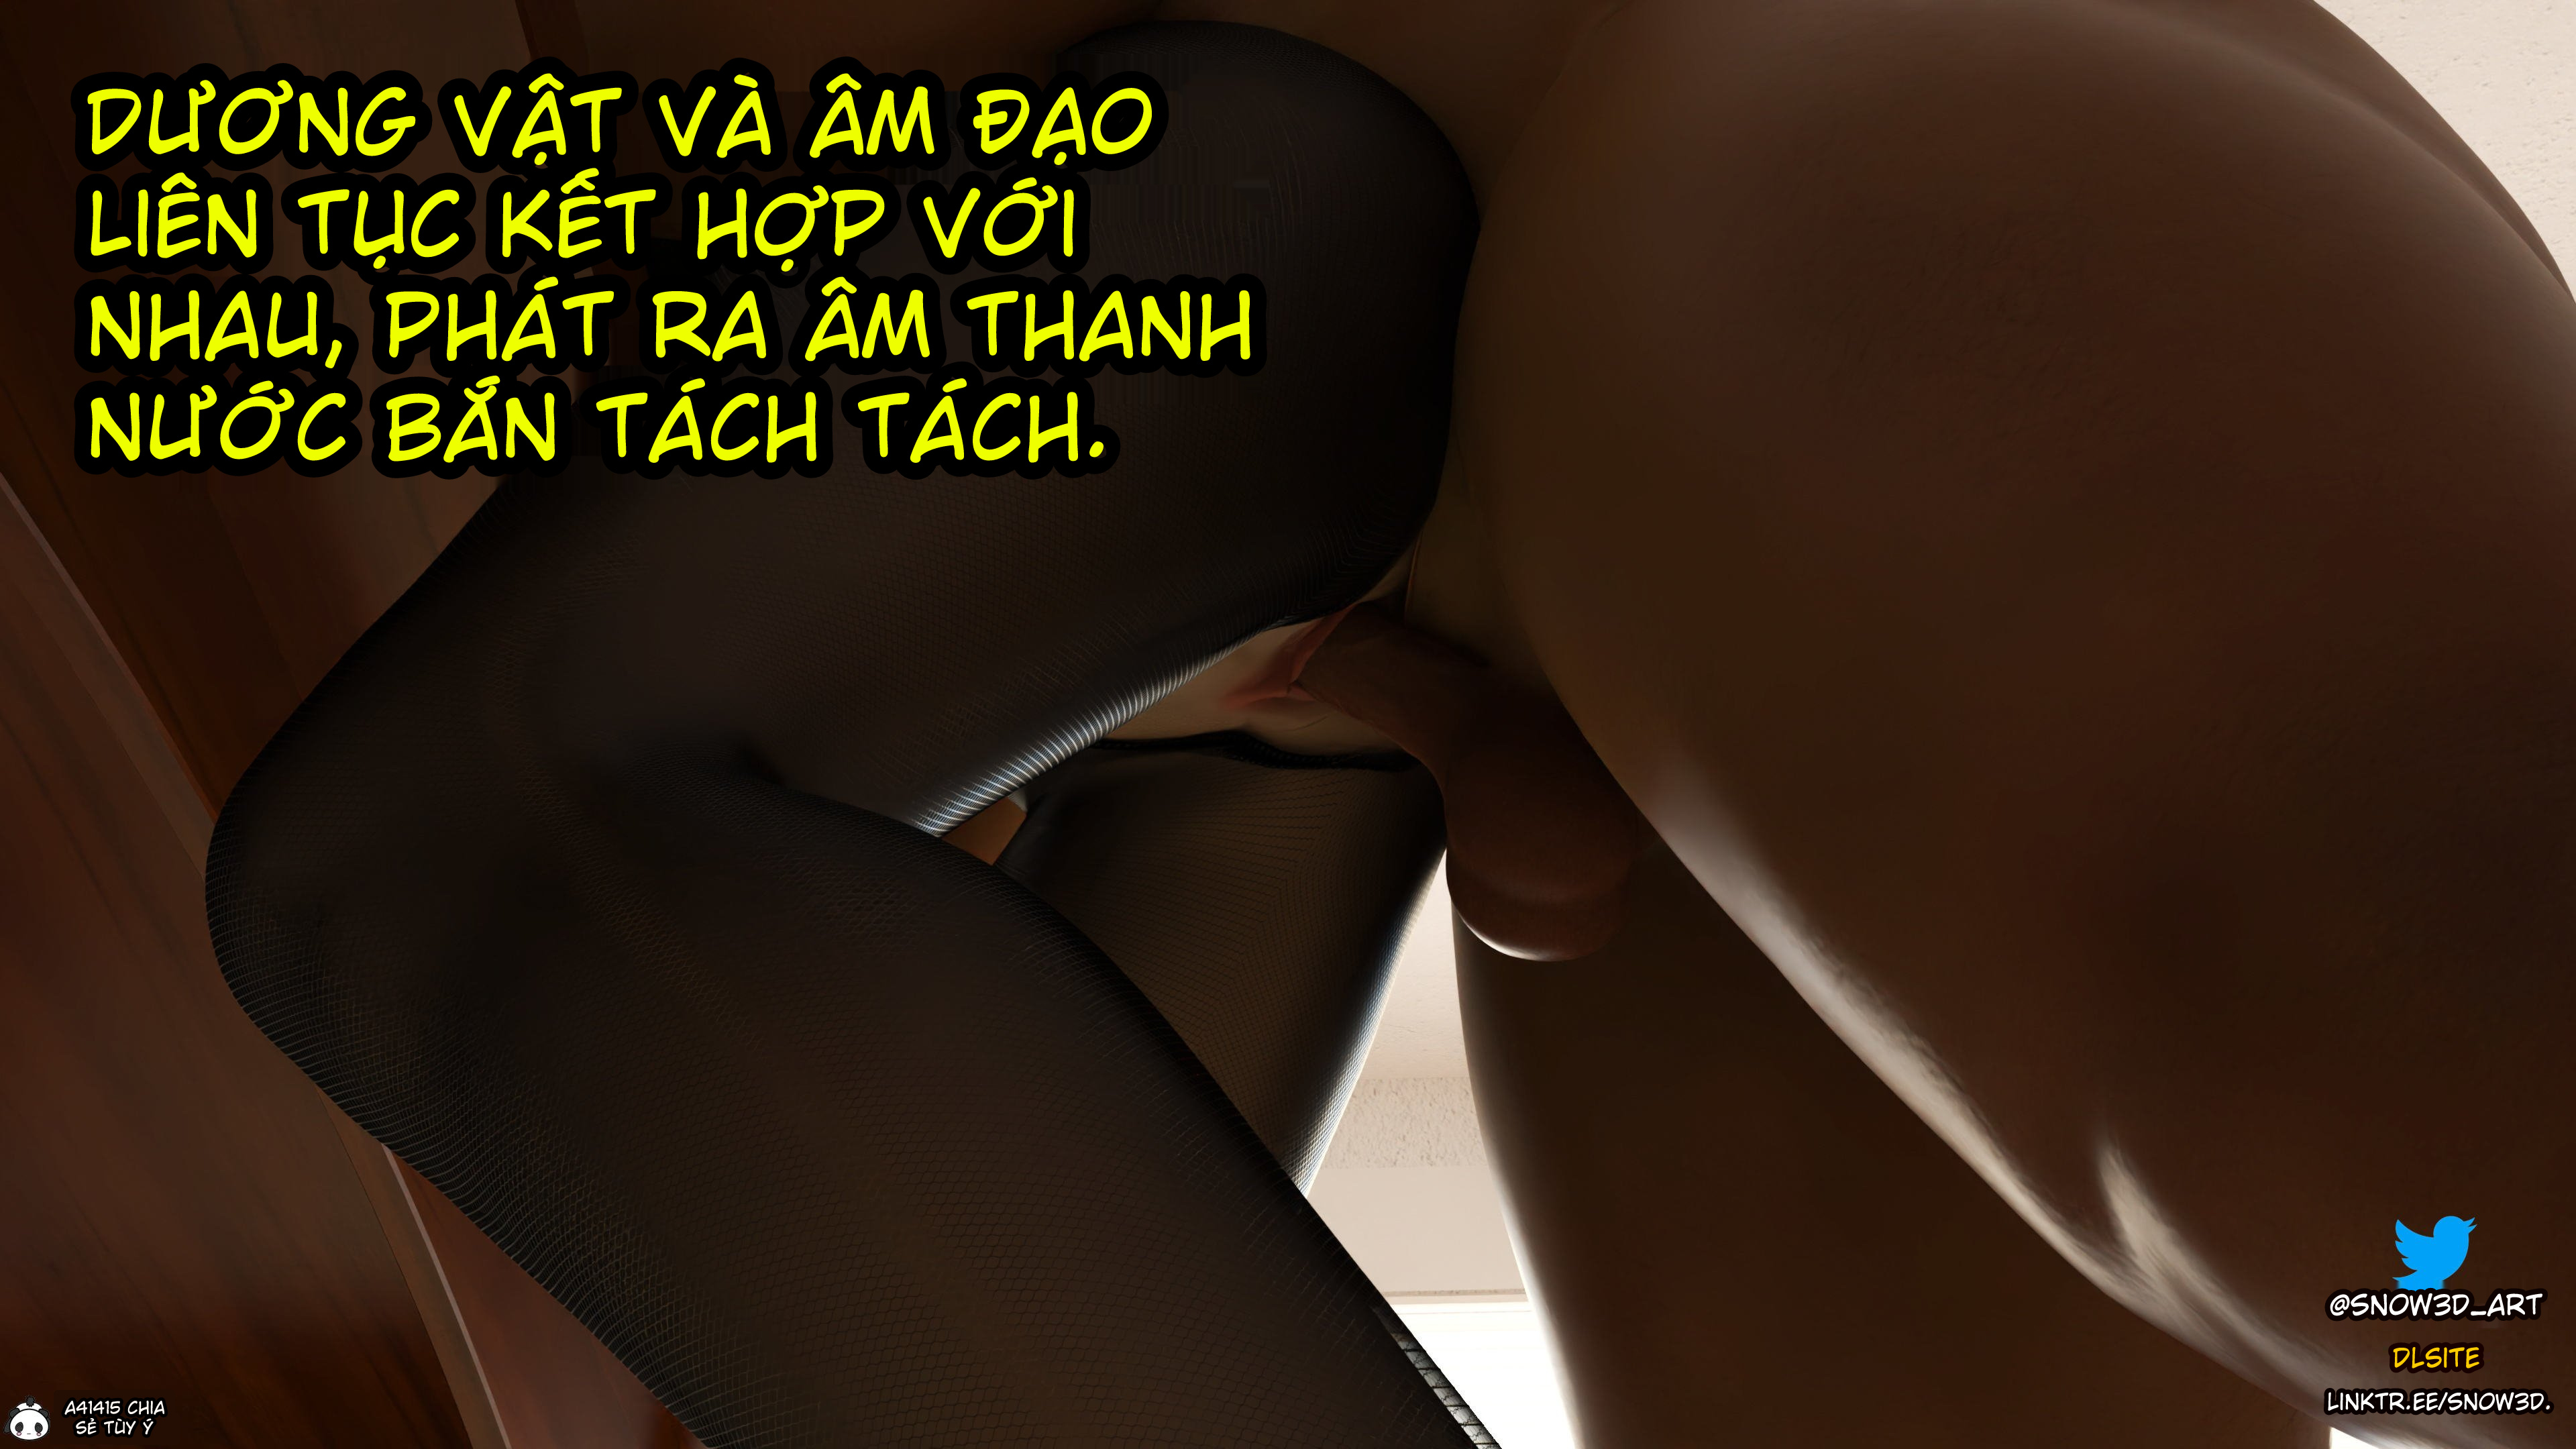 DƯƠNG VẬT VÀ ÂM ĐẠO
LIÊN TỤC KẾT HỢP VỚI
NHAU, PHÁT RA ÂM THANH
NƯỚC BẮN TÁCH TÁCH.
@SNOW3D_ART
DLSITE
LINKTR.EE/SNOW3D.
A41415 CHIA
SẺ TÙY Ý